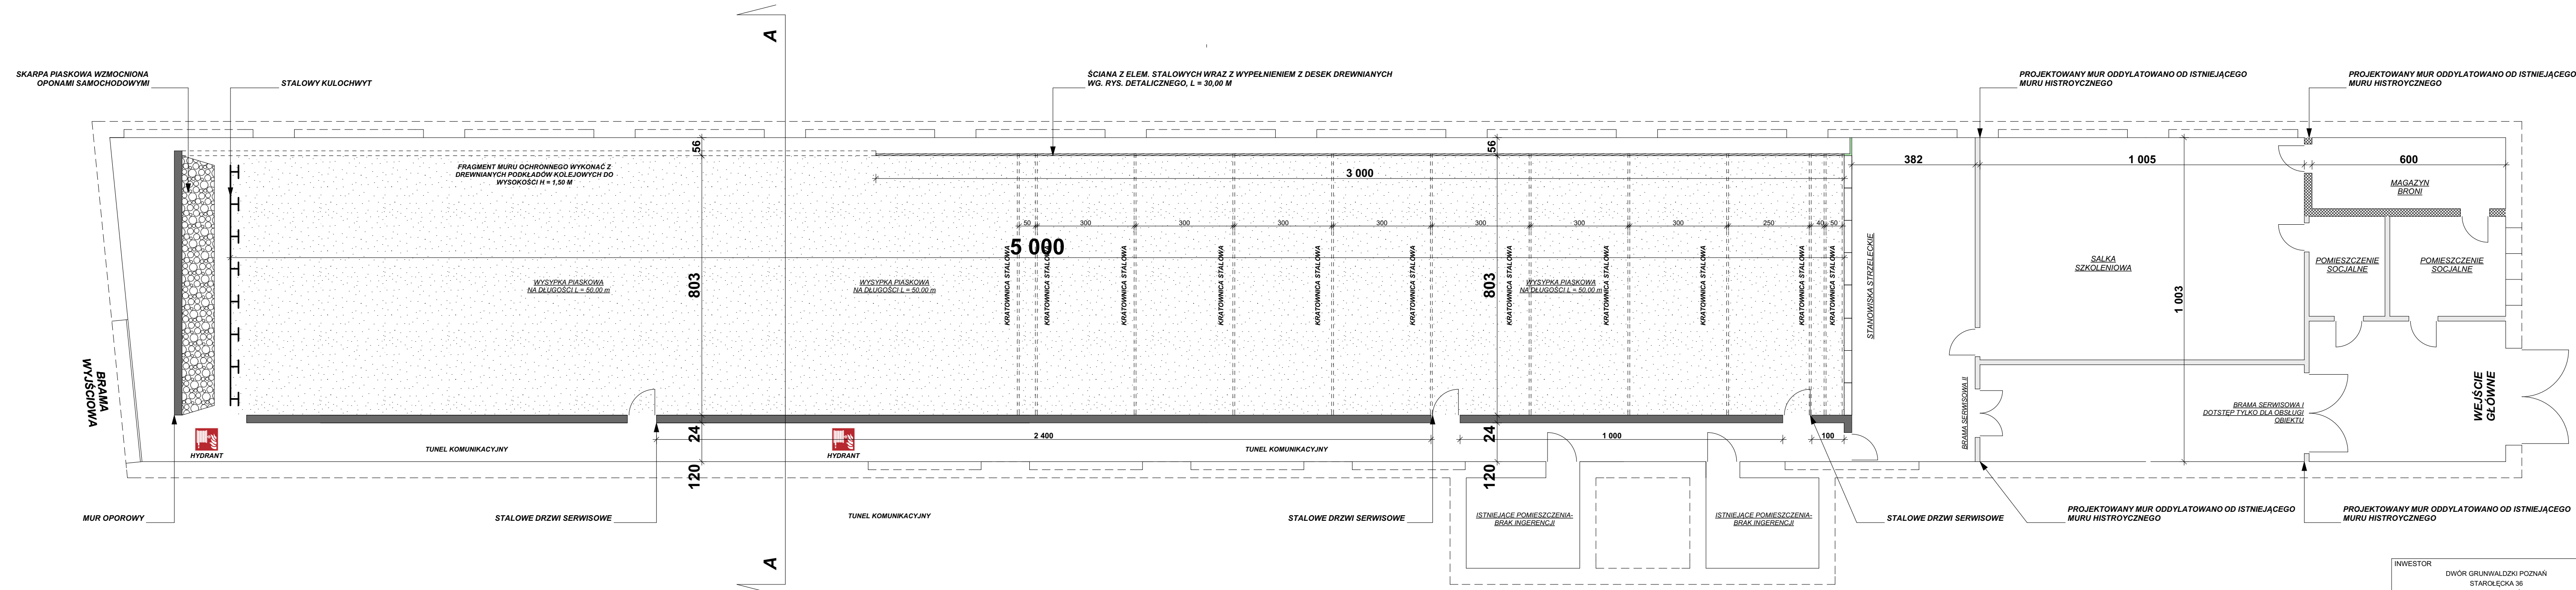 A
SKARPA PIASKOWA WZMOCNIONA
OPONAMI SAMOCHODOWYMI
STALOWY KULOCHWYT
ŚCIANA Z ELEM. STALOWYCH WRAZ Z WYPEŁNIENIEM Z DESEK DREWNIANYCH
WG. RYS. DETALICZNEGO, L = 30,00 M
PROJEKTOWANY MUR ODDYLATOWANO OD ISTNIEJĄCEGO
MURU HISTROYCZNEGO
PROJEKTOWANY MUR ODDYLATOWANO OD ISTNIEJĄCEGO
MURU HISTROYCZNEGO
56
56
FRAGMENT MURU OCHRONNEGO WYKONAĆ Z
DREWNIANYCH PODKŁADÓW KOLEJOWYCH DO
WYSOKOŚCI H = 1,50 M
3 000
382
1 005
600
MAGAZYN
BRONI
50
300
300
300
300
300
300
300
250
40
50
5 000
KRATOWNICA STALOWA
KRATOWNICA STALOWA
KRATOWNICA STALOWA
KRATOWNICA STALOWA
KRATOWNICA STALOWA
KRATOWNICA STALOWA
KRATOWNICA STALOWA
KRATOWNICA STALOWA
KRATOWNICA STALOWA
KRATOWNICA STALOWA
KRATOWNICA STALOWA
STANOWISKA STRZELECKIE
SALKA
SZKOLENIOWA
POMIESZCZENIE
SOCJALNE
POMIESZCZENIE
SOCJALNE
WYSYPKA PIASKOWA
NA DŁUGOŚCI L = 50,00 m
803
WYSYPKA PIASKOWA
NA DŁUGOŚCI L = 50,00 m
803
WYSYPKA PIASKOWA
NA DŁUGOŚCI L = 50,00 m
1 003
BRAMA
WYJŚCIOWA
BRAMA SERWISOWA II
BRAMA SERWISOWA I
DOTSTĘP TYLKO DLA OBSŁUGI
OBIEKTU
WEJŚCIE
GŁÓWNE
24
2 400
24
1 000
100
HYDRANT
TUNEL KOMUNIKACYJNY
HYDRANT
TUNEL KOMUNIKACYJNY
120
120
MUR OPOROWY
STALOWE DRZWI SERWISOWE
TUNEL KOMUNIKACYJNY
STALOWE DRZWI SERWISOWE
ISTNIEJĄCE POMIESZCZENIA-
BRAK INGERENCJI
ISTNIEJĄCE POMIESZCZENIA-
BRAK INGERENCJI
STALOWE DRZWI SERWISOWE
PROJEKTOWANY MUR ODDYLATOWANO OD ISTNIEJĄCEGO
MURU HISTROYCZNEGO
PROJEKTOWANY MUR ODDYLATOWANO OD ISTNIEJĄCEGO
MURU HISTROYCZNEGO
A
INWESTOR
DWÓR GRUNWALDZKI POZNAŃ
STAROŁĘCKA 36